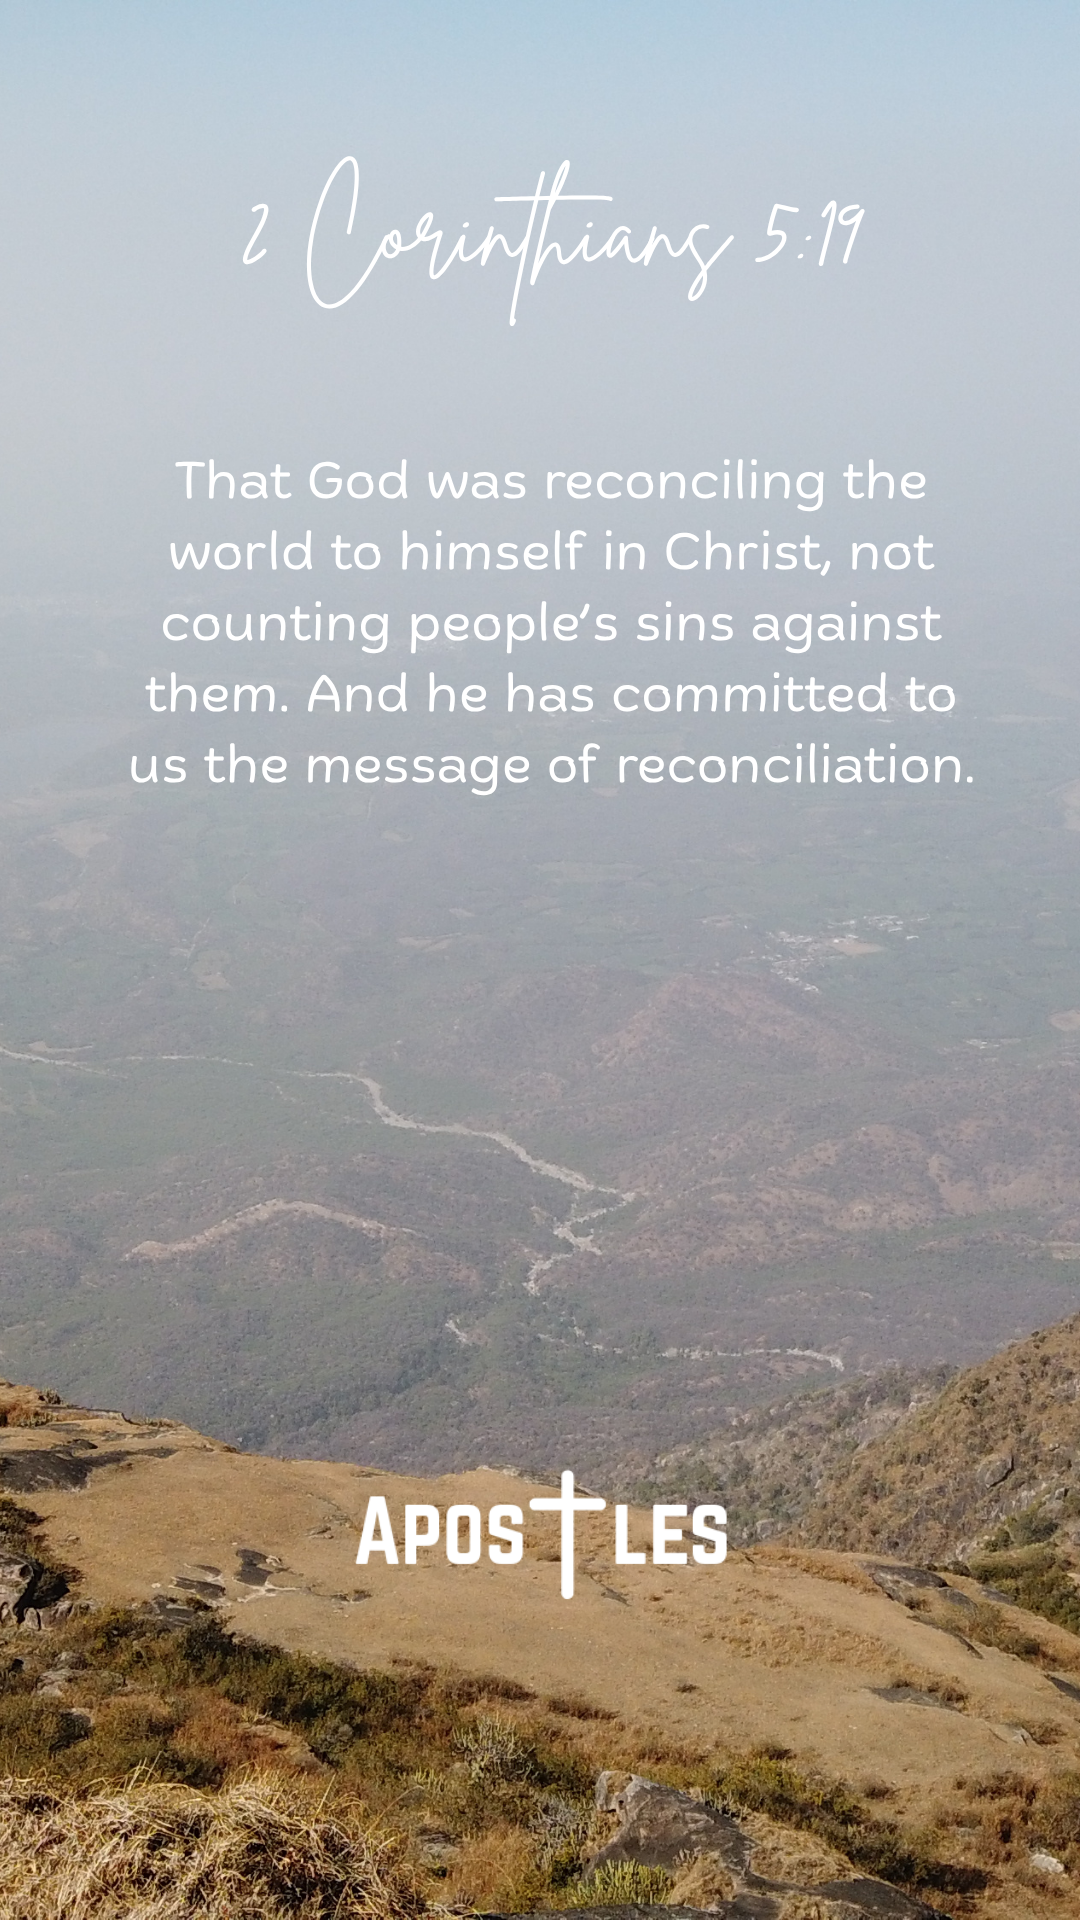 2 Corinthians 5:19
That God was reconciling the
world to himself in Christ, not
counting people’s sins against
them. And he has committed to
us the message of reconciliation.
APOSTLES